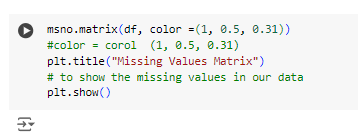 msno.matrix(df, color =(1, 0.5, 0.31))
#color = corol  (1, 0.5, 0.31)
plt.title("Missing Values Matrix")
# to show the missing values in our data
plt.show()